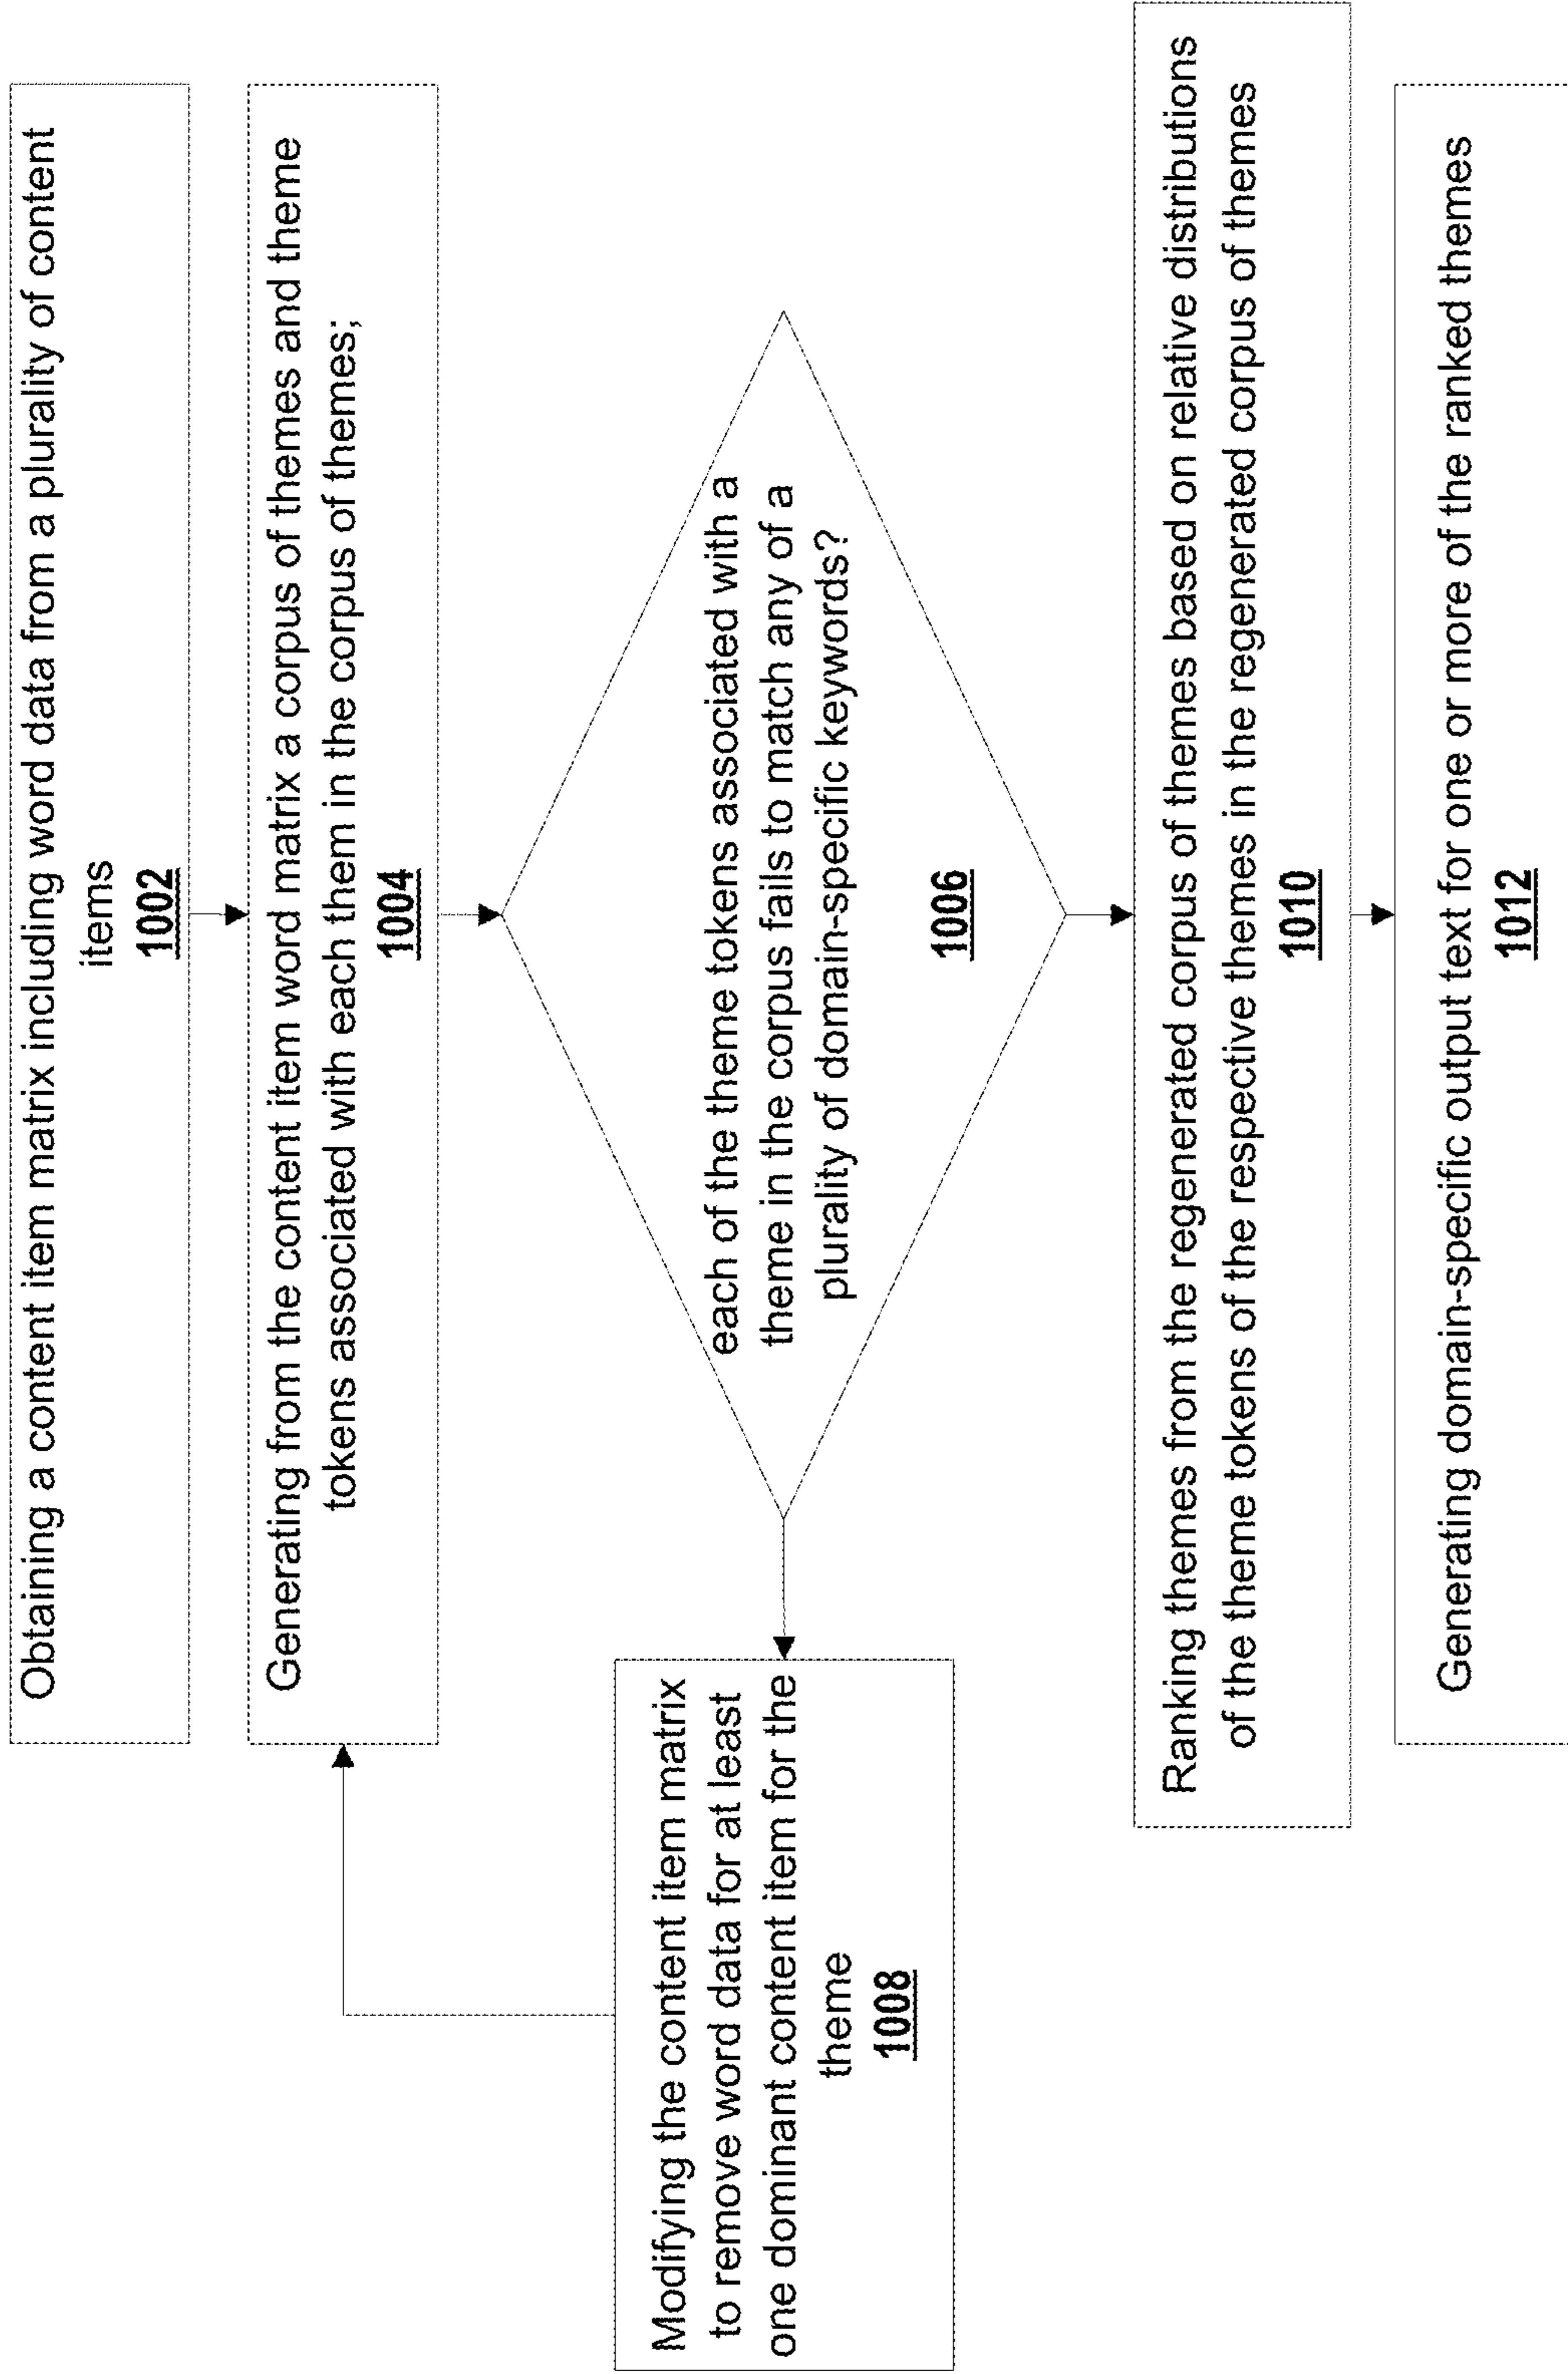 Obtaining a content item matrix including word data from a plurality of content
items
1002
Generating from the content item word matrix a corpus of themes and theme
tokens associated with each them in the corpus of themes;
1004
each of the theme tokens associated with a
theme in the corpus fails to match any of a
plurality of domain-specific keywords?
1006
Modifying the content item matrix
to remove word data for at least
one dominant content item for the
theme
1008
Ranking themes from the regenerated corpus of themes based on relative distributions
of the theme tokens of the respective themes in the regenerated corpus of themes
1010
Generating domain-specific output text for one or more of the ranked themes
1012